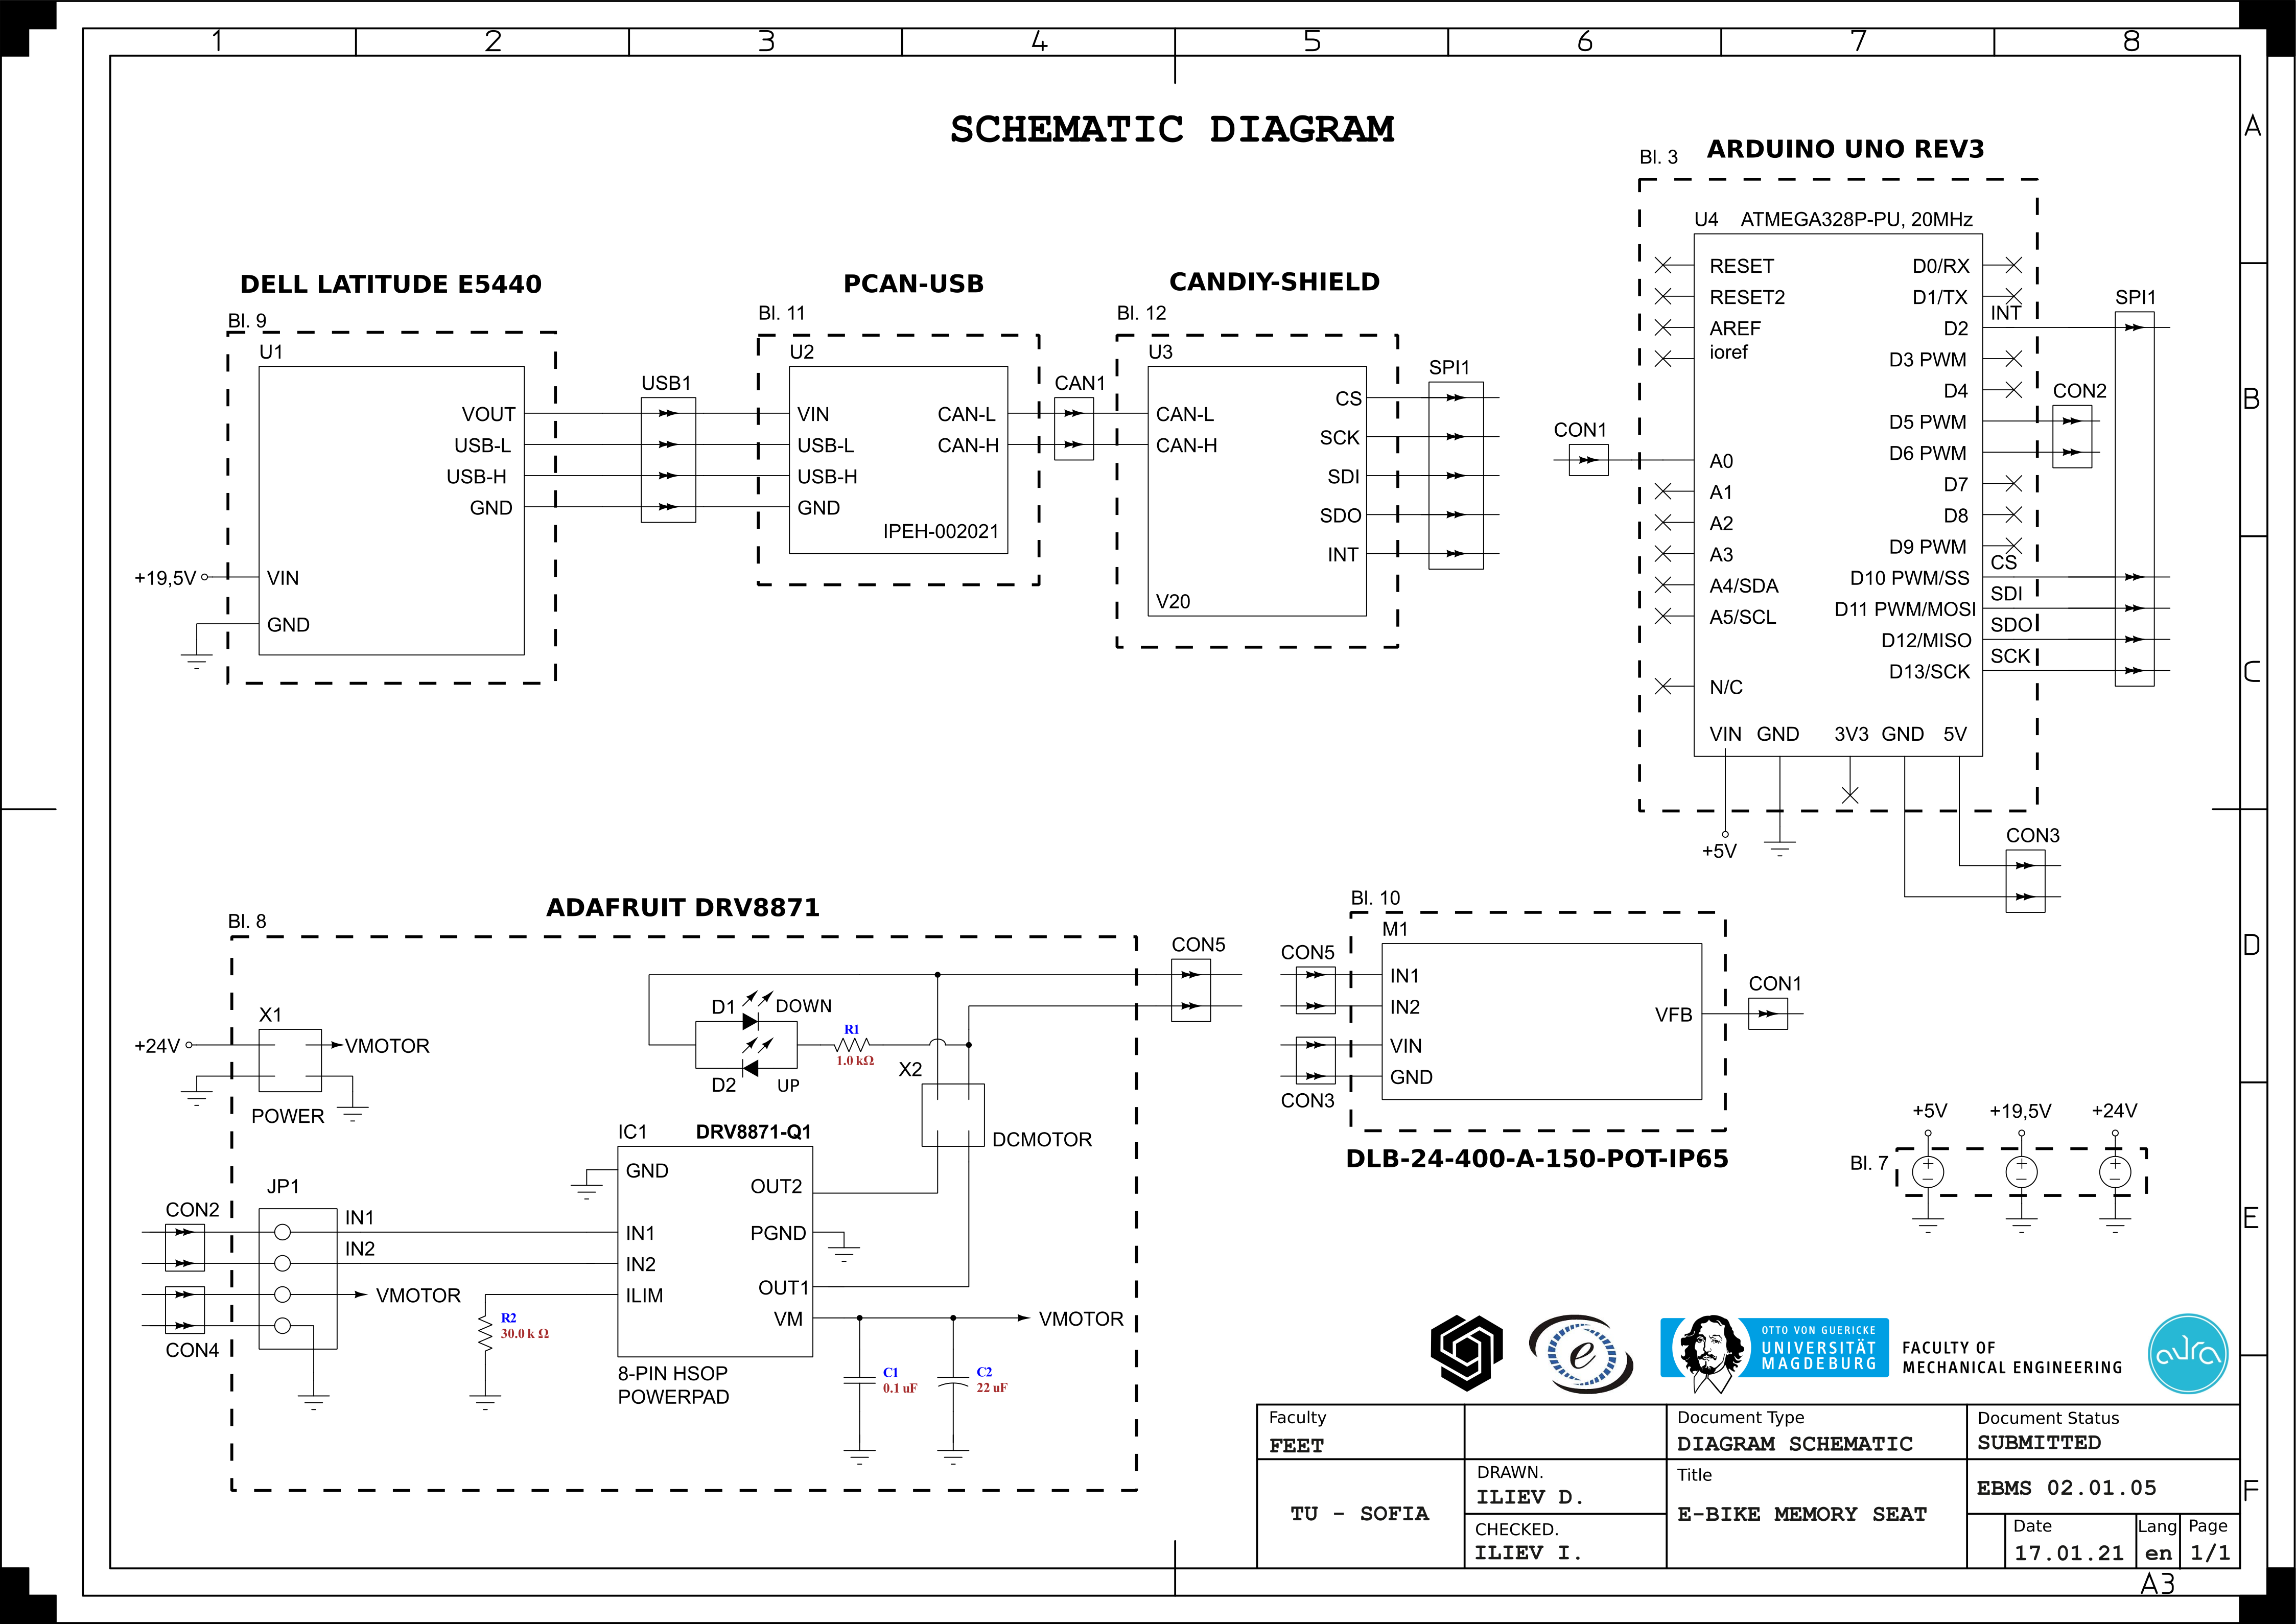 1 2 3 4 5 6 7 8
SCHEMATIC DIAGRAM
A
B
C
D
E
F
Bl. 3 ARDUINO UNO REV3
U4 ATMEGA328P-PU, 20MHz
RESET
RESET2
AREF
ioref
A0
A1
A2
A3
A4/SDA
A5/SCL
N/C
D0/RX
D1/TX
INT
D2
D3 PWM
D4
D5 PWM
D6 PWM
D7
D8
D9 PWM
CS
D10 PWM/SS
SDI
D11 PWM/MOSI
SDO
D12/MISO
SCK
D13/SCK
VIN GND 3V3 GND 5V
+5V
CON1
CON2
SPI1
CON3
DELL LATITUDE E5440
Bl. 9
U1
VOUT
USB-L
USB-H
GND
+19,5V
VIN
GND
USB1
PCAN-USB
Bl. 11
U2
VIN
USB-L
USB-H
GND
CAN-L
CAN-H
IPEH-002021
CAN1
CANDIY-SHIELD
Bl. 12
U3
CAN-L
CAN-H
CS
SCK
SDI
SDO
INT
V20
SPI1
ADAFRUIT DRV8871
Bl. 8
X1
+24V
VMOTOR
POWER
D1
DOWN
D2
UP
R1
1.0 kΩ
X2
DCMOTOR
CON5
IC1 DRV8871-Q1
GND
IN1
IN2
ILIM
OUT2
PGND
OUT1
VM
8-PIN HSOP
POWERPAD
JP1
CON2
CON4
IN1
IN2
VMOTOR
R2
30.0 k Ω
VMOTOR
C1
0.1 uF
C2
22 uF
Bl. 10
M1
CON5
IN1
IN2
VIN
GND
CON3
VFB
CON1
DLB-24-400-A-150-POT-IP65
+5V +19,5V +24V
Bl. 7
e
OTTO VON GUERICKE
UNIVERSITÄT
MAGDEBURG
FACULTY OF
MECHANICAL ENGINEERING
aura
Faculty
FEET
TU - SOFIA
DRAWN.
ILIEV D.
CHECKED.
ILIEV I.
Document Type
DIAGRAM SCHEMATIC
Title
E-BIKE MEMORY SEAT
Document Status
SUBMITTED
EBMS 02.01.05
Date
17.01.21
Lang
en
Page
1/1
A3